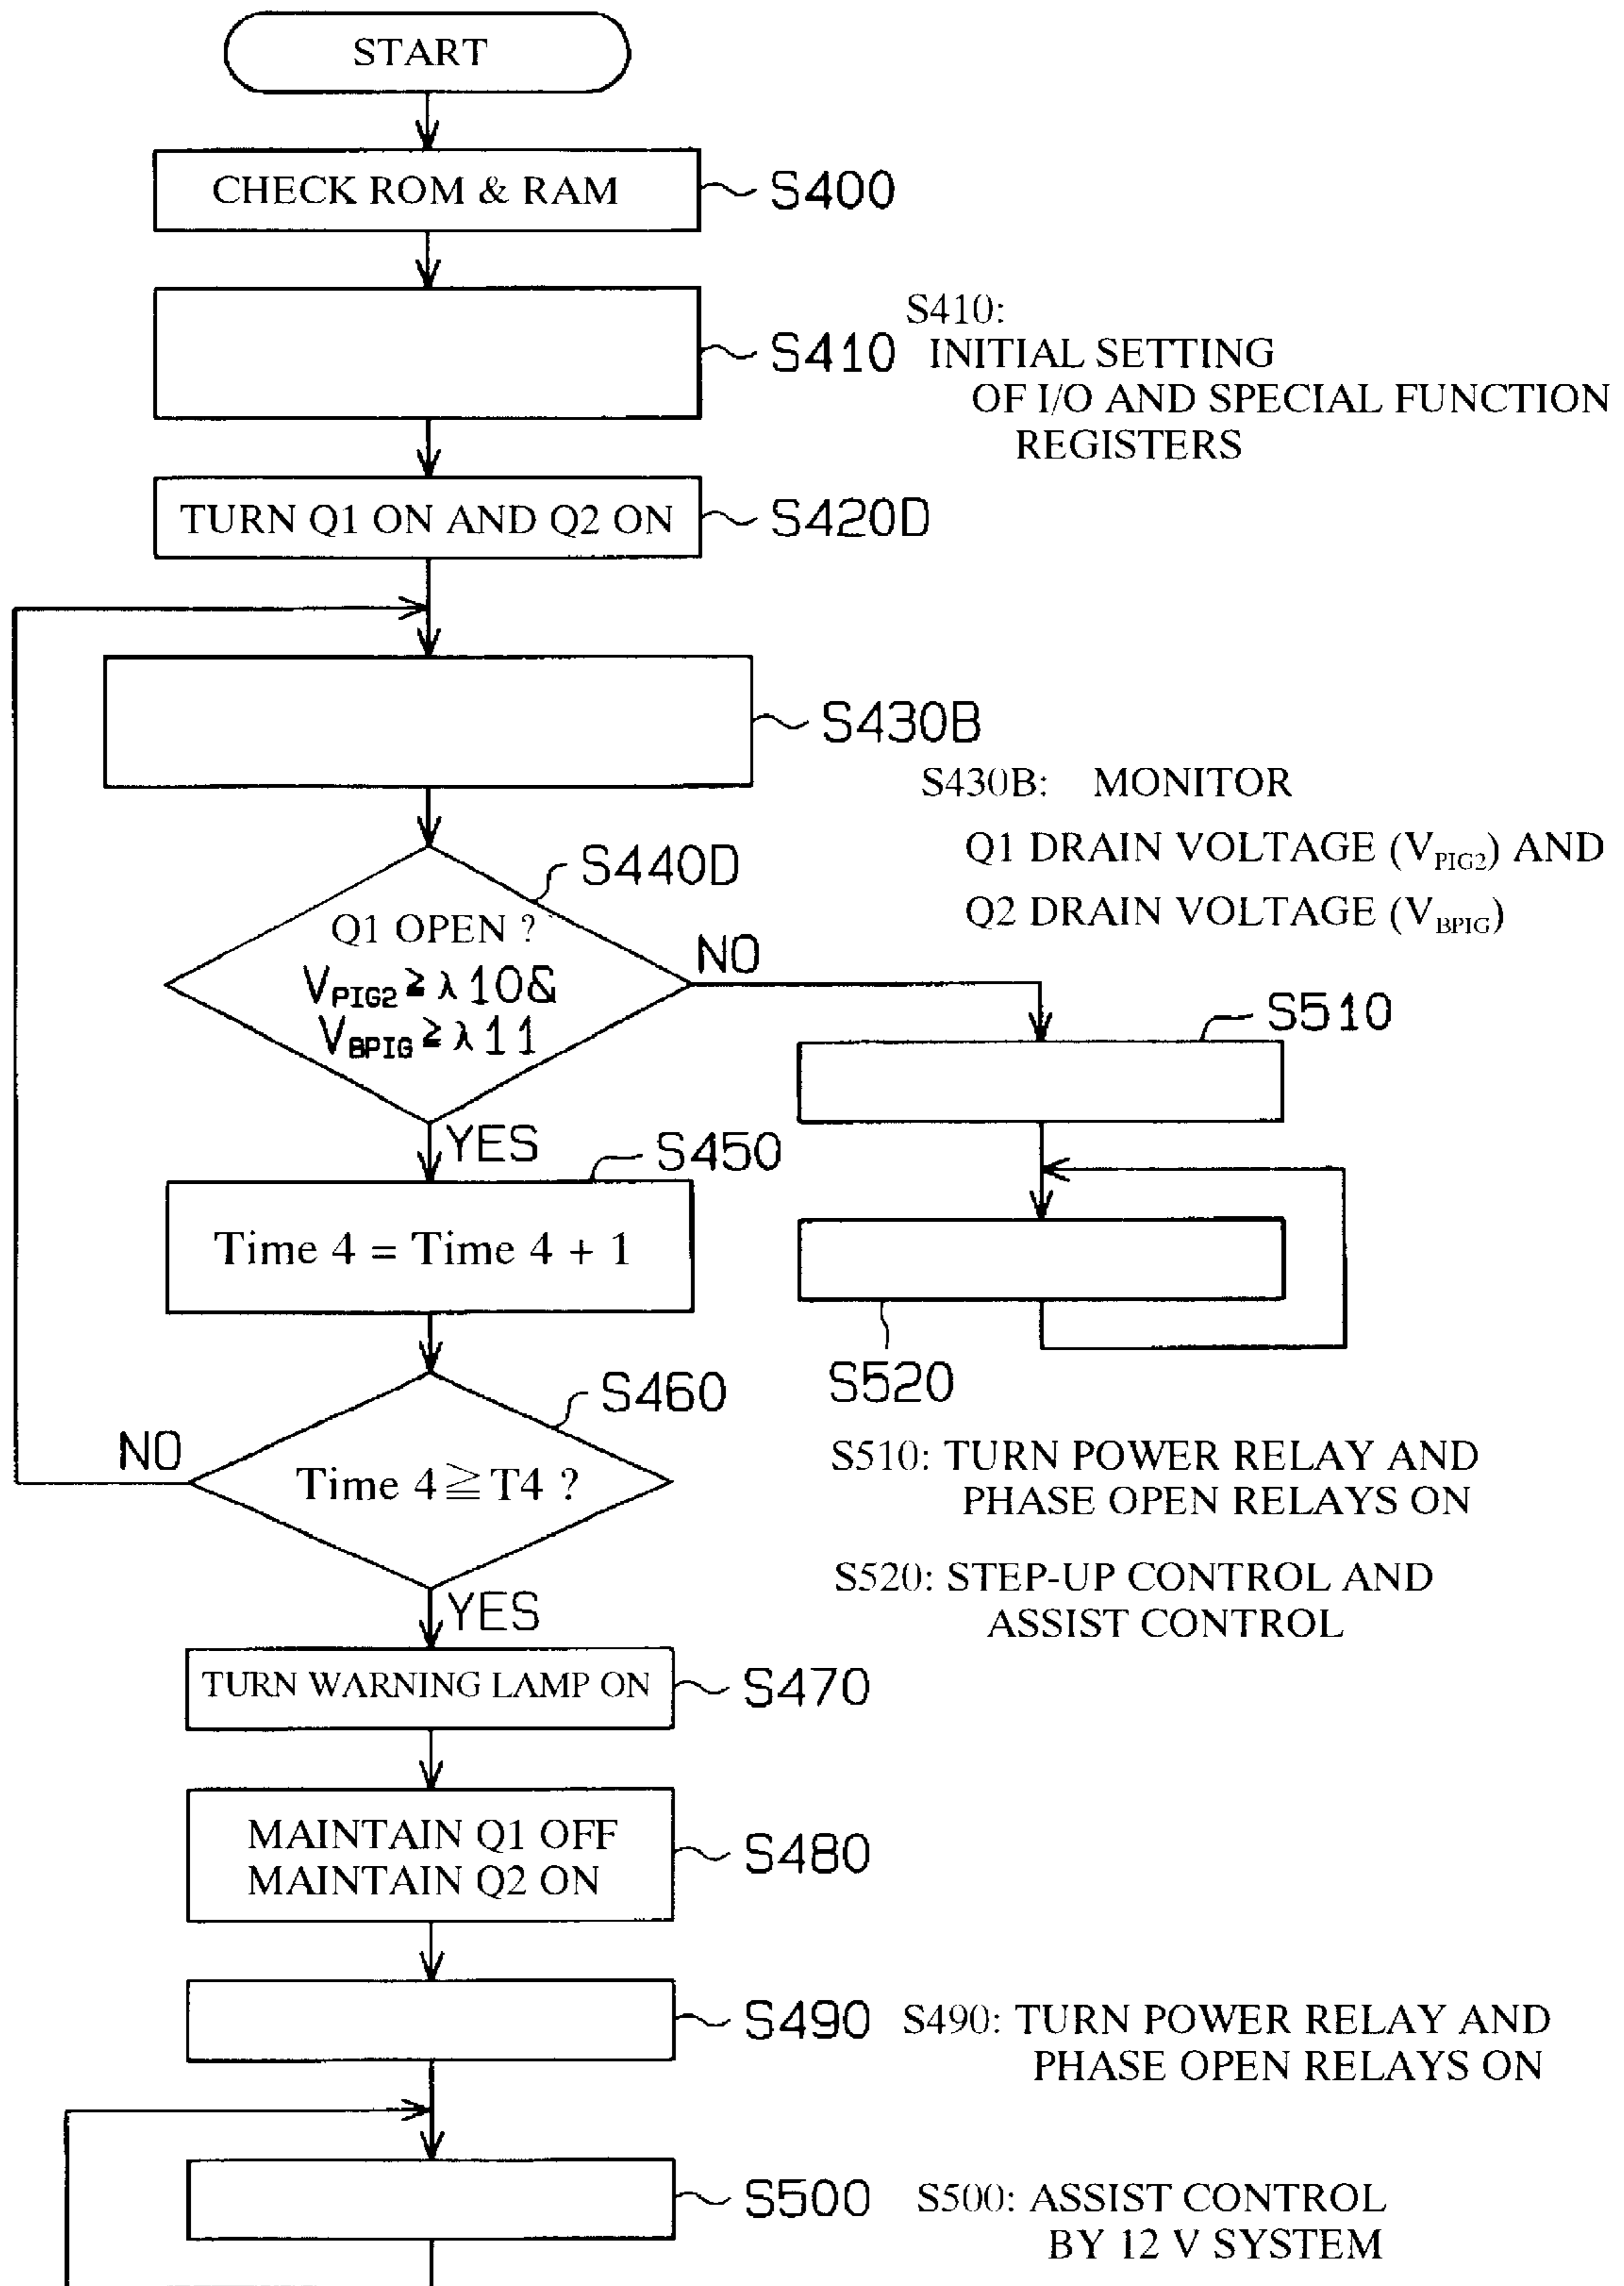 START
CHECK ROM & RAM
S400
S410:
S410
INITIAL SETTING
OF I/O AND SPECIAL FUNCTION
REGISTERS
TURN Q1 ON AND Q2 ON
S420D
S430B
S430B: MONITOR
Q1 DRAIN VOLTAGE (VPIG2) AND
Q2 DRAIN VOLTAGE (VBPIG)
S440D
Q1 OPEN ?
VPIG2 ≧ λ10&
VBPIG ≧ λ11
NO
S510
YES
S450
Time 4 = Time 4 + 1
S520
S460
NO
Time 4 ≧ T4 ?
S510: TURN POWER RELAY AND
PHASE OPEN RELAYS ON
S520: STEP-UP CONTROL AND
ASSIST CONTROL
YES
TURN WARNING LAMP ON
S470
MAINTAIN Q1 OFF
MAINTAIN Q2 ON
S480
S490
S490: TURN POWER RELAY AND
PHASE OPEN RELAYS ON
S500
S500: ASSIST CONTROL
BY 12 V SYSTEM